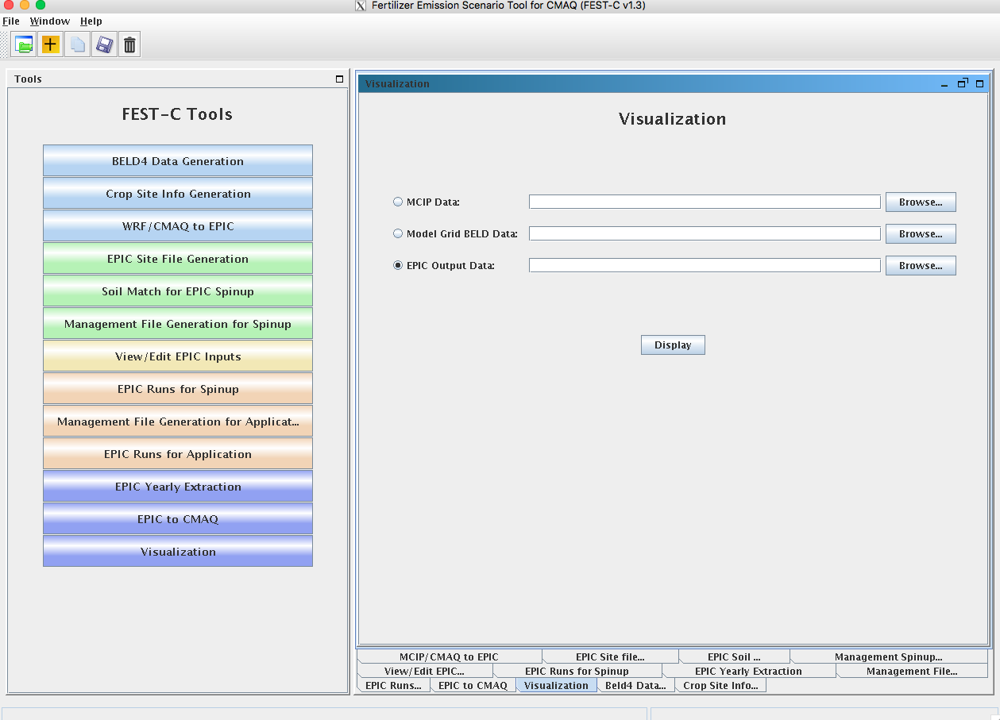 Fertilizer Emission Scenario Tool for CMAQ (FEST-C v1.3)
File Window Help
Tools
FEST-C Tools
BELD4 Data Generation
Crop Site Info Generation
WRF/CMAQ to EPIC
EPIC Site File Generation
Soil Match for EPIC Spinup
Management File Generation for Spinup
View/Edit EPIC Inputs
EPIC Runs for Spinup
Management File Generation for Applicat...
EPIC Runs for Application
EPIC Yearly Extraction
EPIC to CMAQ
Visualization
Visualization
Visualization
MCIP Data: Browse...
Model Grid BELD Data: Browse...
EPIC Output Data: Browse...
Display
MCIP/CMAQ to EPIC EPIC Site file... EPIC Soil ... Management Spinup...
View/Edit EPIC... EPIC Runs for Spinup EPIC Yearly Extraction Management File...
EPIC Runs... EPIC to CMAQ Visualization Beld4 Data... Crop Site Info...